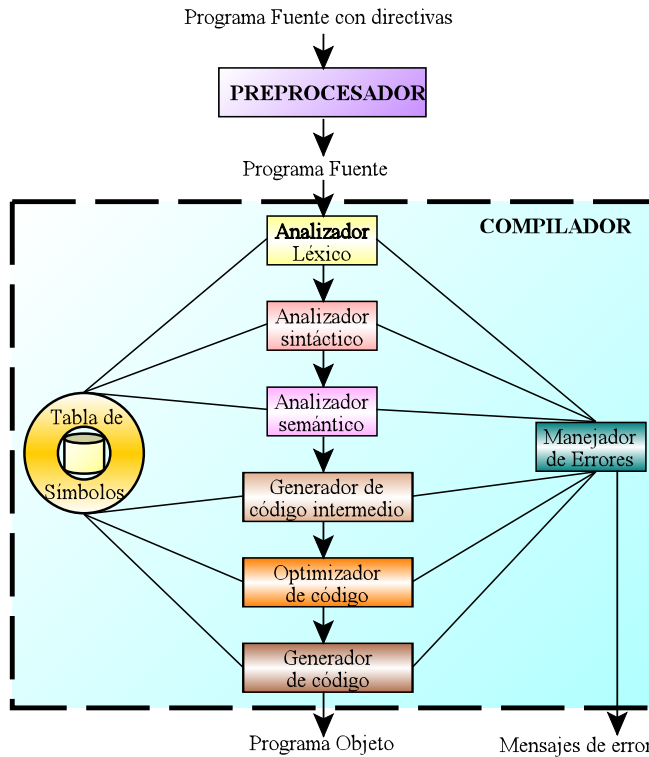 Programa Fuente con directivas
PREPROCESADOR
Programa Fuente
COMPILADOR
Analizador
Léxico
Analizador
sintáctico
Analizador
semántico
Tabla de
Símbolos
Manejador
de Errores
Generador de
código intermedio
Optimizador
de código
Generador
de código
Programa Objeto
Mensajes de error